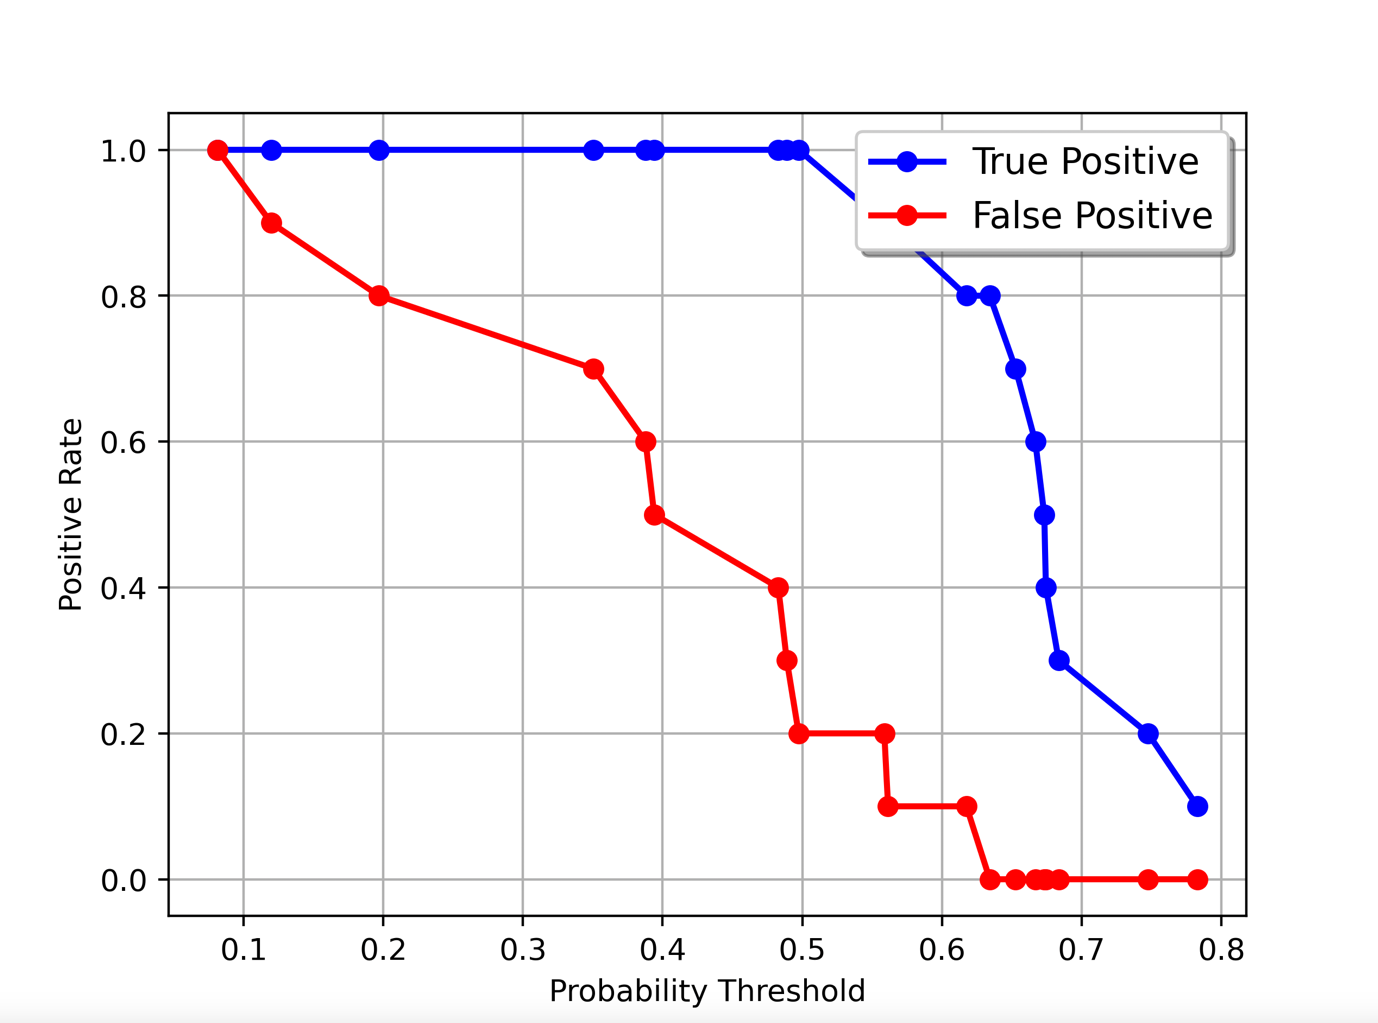 True Positive
False Positive
1.0
0.8
0.6
0.4
0.2
0.0
Positive Rate
0.1 0.2 0.3 0.4 0.5 0.6 0.7 0.8
Probability Threshold